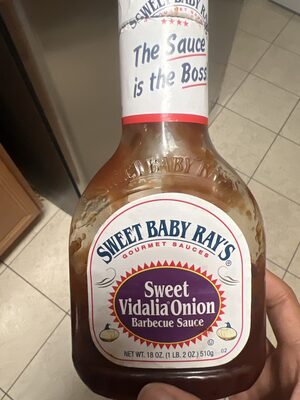 SWEET BABY RAY'S
The Sauce
is the Boss
BABY R
SWEET BABY RAY'S
GOURMET SAUCES
Sweet
Vidalia Onion
Barbecue Sauce
NET WT. 18 OZ. (1 LB. 2 OZ.) 510g